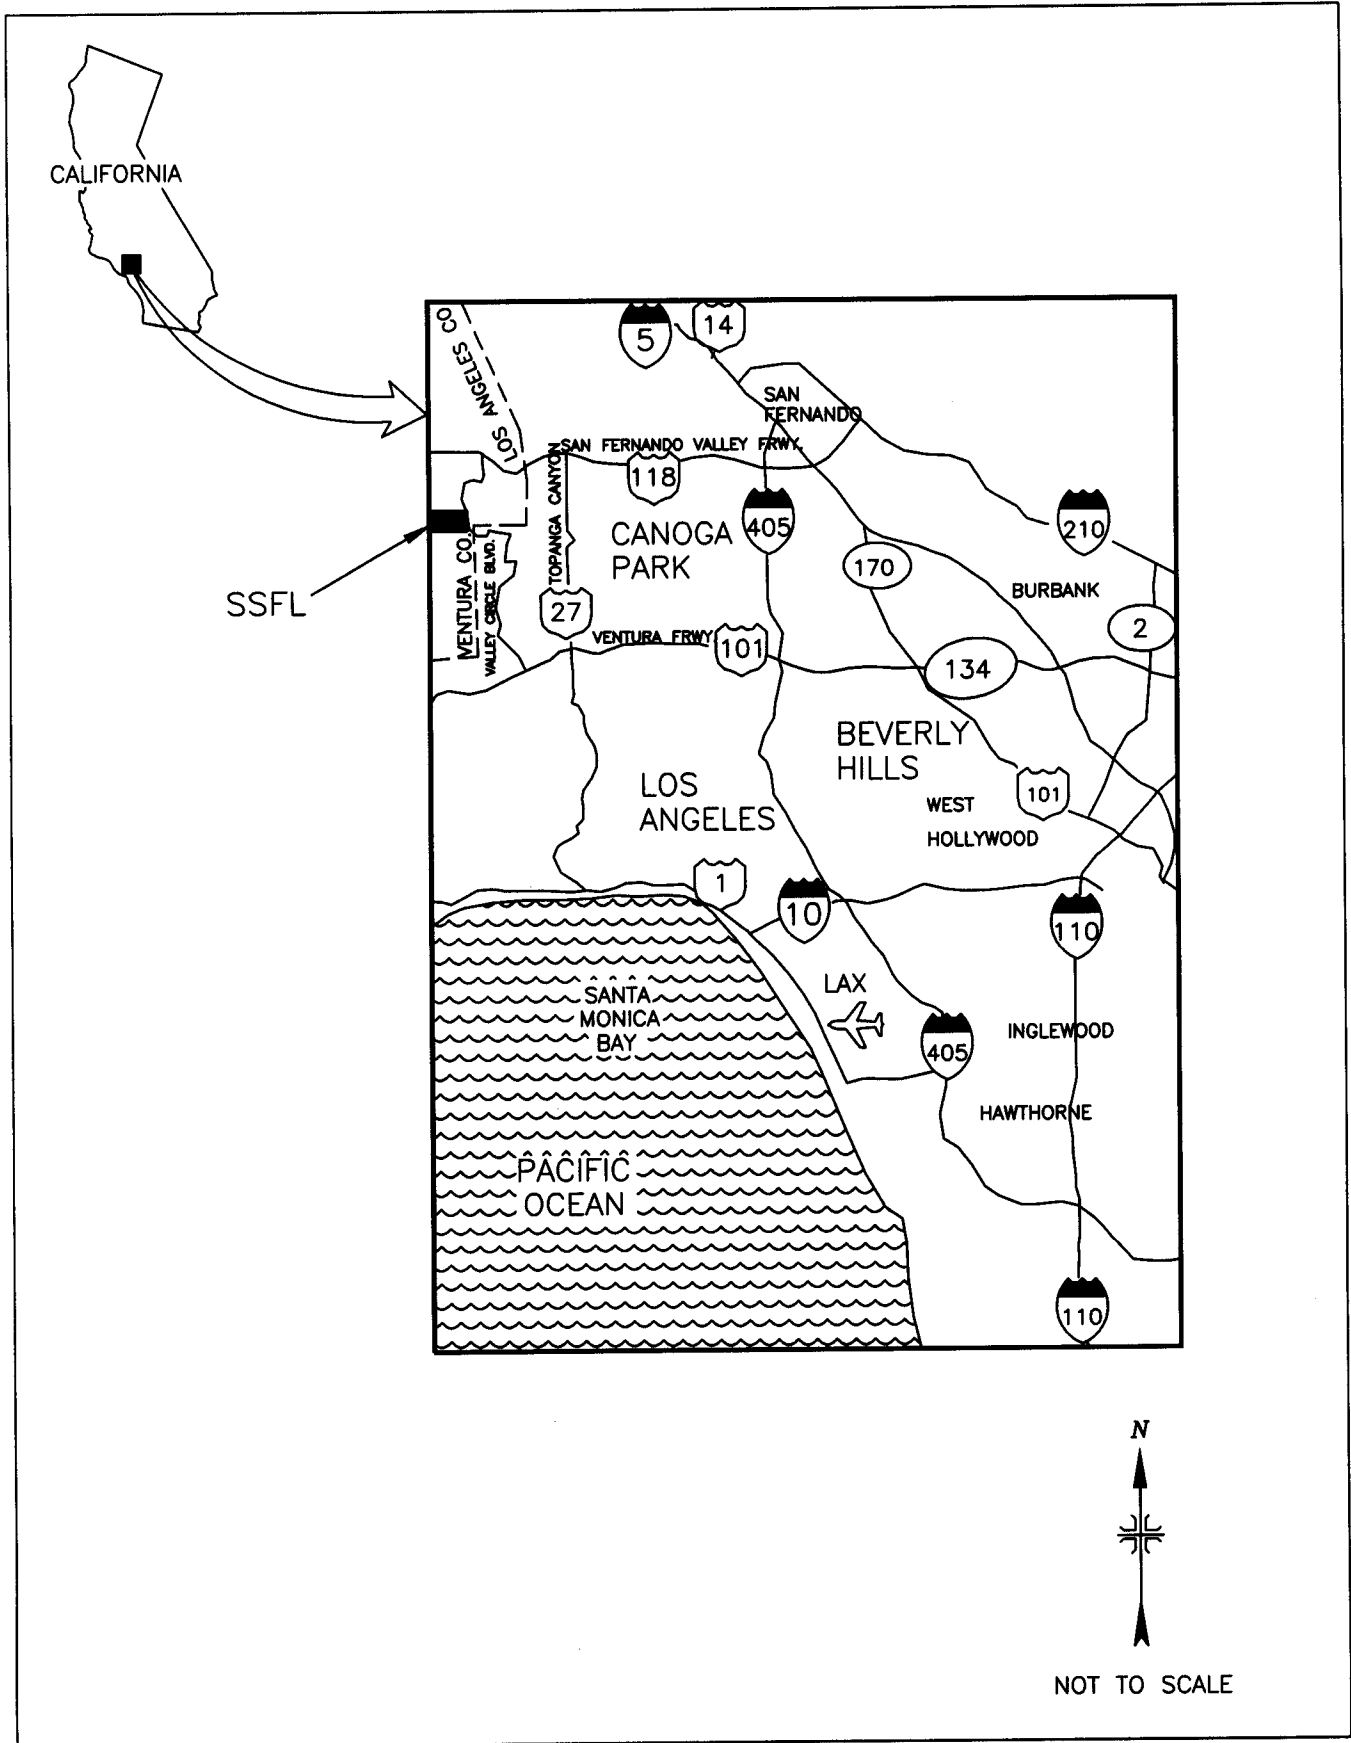 CALIFORNIA
LOS ANGELES CO
5
14
SAN
FERNANDO
SAN FERNANDO VALLEY FRWY.
118
TOPANGA CANYON
405
210
CANOGA
PARK
170
BURBANK
SSFL
VENTURA CO.
VALLEY CIRCLE BLVD.
27
2
VENTURA FRWY
101
134
BEVERLY
HILLS
LOS
ANGELES
101
WEST
HOLLYWOOD
1
10
110
LAX
SANTA
MONICA
BAY
405
INGLEWOOD
HAWTHORNE
PACIFIC
OCEAN
110
N
NOT TO SCALE